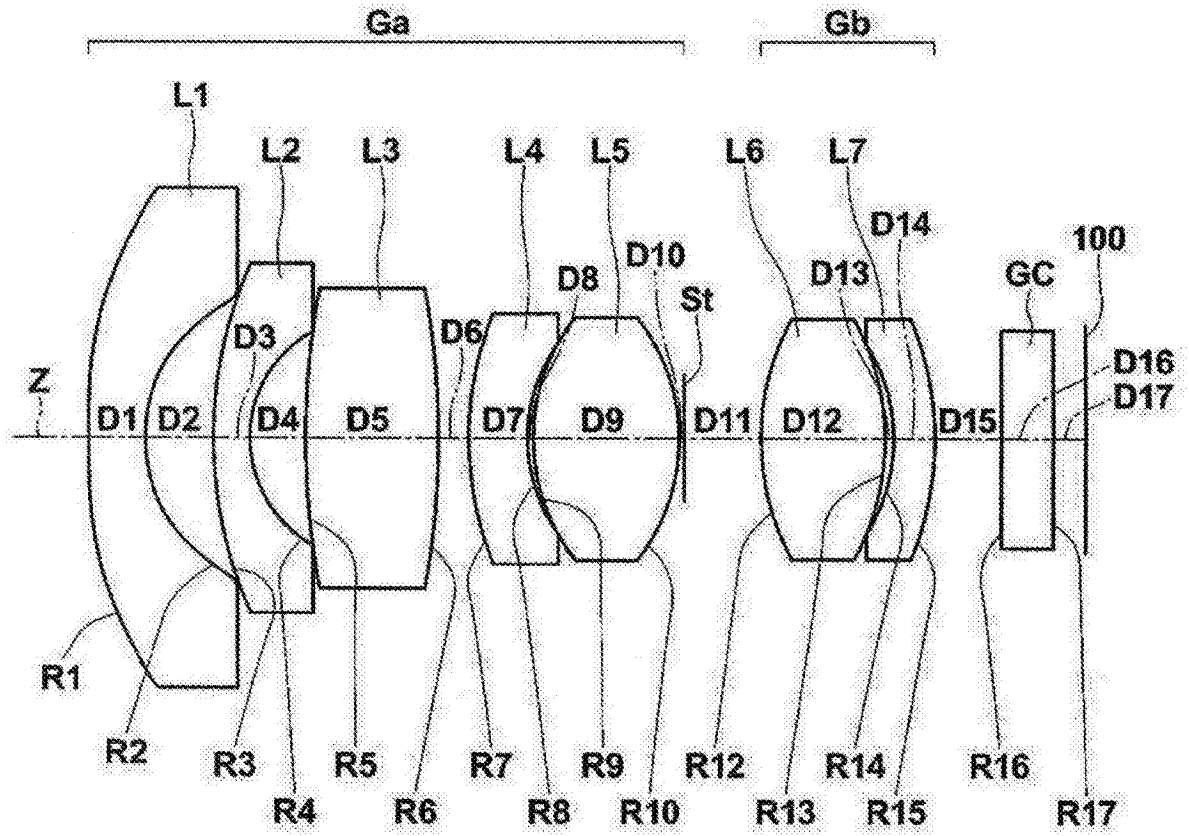 Ga Gb
L1
L2 L3 L4 L5 L6 L7
D14
100
D8 D10 D13 GC
St
Z D3 D6 D16
D1 D2 D4 D5 D7 D9 D11 D12 D15 D17
R1
R2 R3 R5 R7 R9 R12 R14 R16
R4 R6 R8 R10 R13 R15 R17